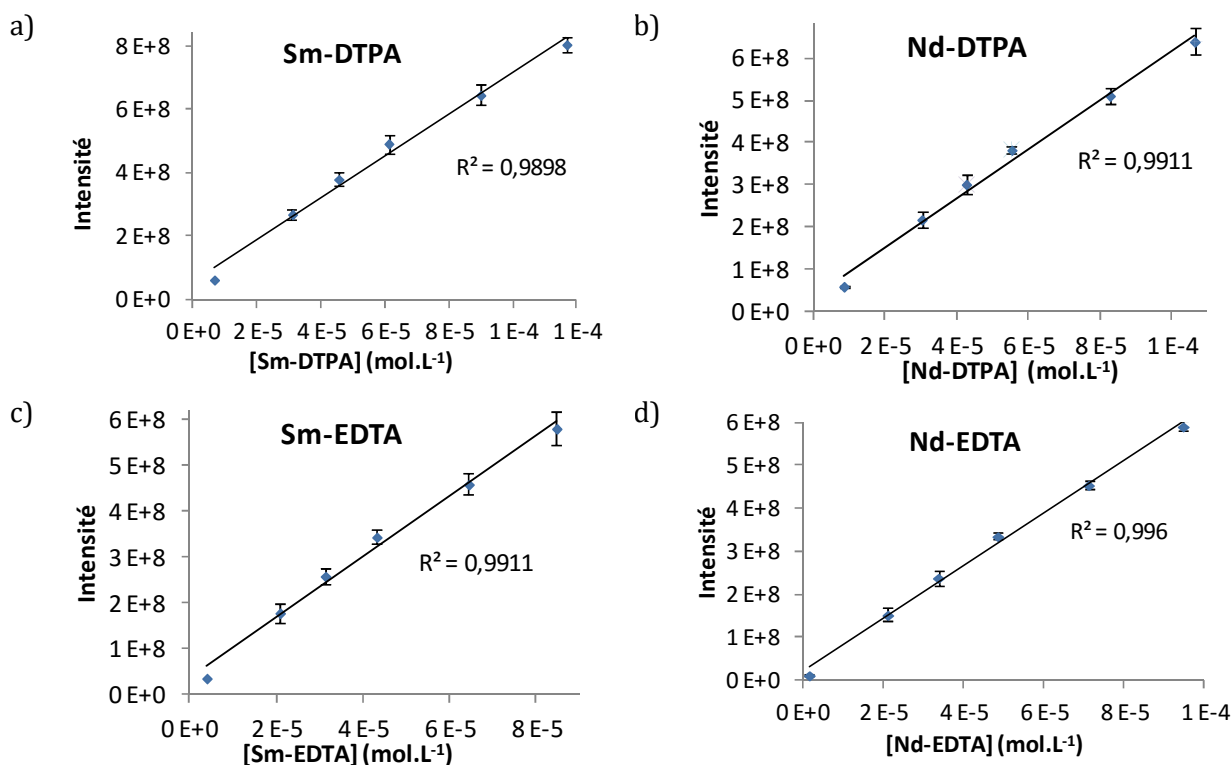 a)
Sm-DTPA
8 E+8
6 E+8
4 E+8
2 E+8
0 E+0
Intensité
R² = 0,9898
0 E+0 2 E-5 4 E-5 6 E-5 8 E-5 1 E-4 1 E-4
[Sm-DTPA] (mol.L⁻¹)
b)
Nd-DTPA
6 E+8
5 E+8
4 E+8
3 E+8
2 E+8
1 E+8
0 E+0
Intensité
R² = 0,9911
0 E+0 2 E-5 4 E-5 6 E-5 8 E-5 1 E-4
[Nd-DTPA] (mol.L⁻¹)
c)
Sm-EDTA
6 E+8
5 E+8
4 E+8
3 E+8
2 E+8
1 E+8
0 E+0
Intensité
R² = 0,9911
0 E+0 2 E-5 4 E-5 6 E-5 8 E-5
[Sm-EDTA] (mol.L⁻¹)
d)
Nd-EDTA
6 E+8
5 E+8
4 E+8
3 E+8
2 E+8
1 E+8
0 E+0
Intensité
R² = 0,996
0 E+0 2 E-5 4 E-5 6 E-5 8 E-5 1 E-4
[Nd-EDTA] (mol.L⁻¹)